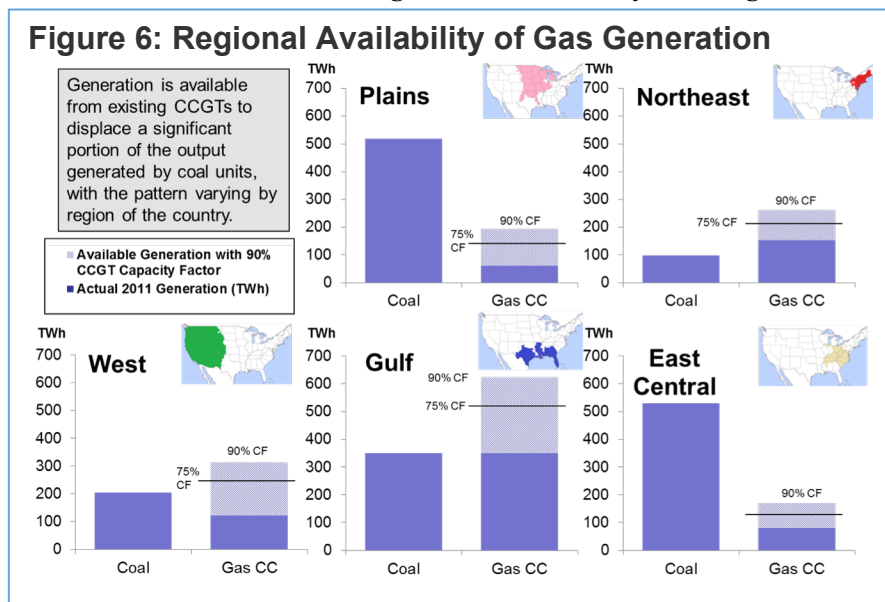 Figure 6: Regional Availability of Gas Generation
Generation is available
from existing CCGTs to
displace a significant
portion of the output
generated by coal units,
with the pattern varying by
region of the country.
Available Generation with 90%
CCGT Capacity Factor
Actual 2011 Generation (TWh)
TWh
Plains
700
600
500
400
300
200
100
0
90% CF
75%
CF
Coal
Gas CC
TWh
Northeast
700
600
500
400
300
200
100
0
90% CF
75% CF
Coal
Gas CC
TWh
West
700
600
500
400
300
200
100
0
90% CF
75%
CF
Coal
Gas CC
TWh
Gulf
700
600
500
400
300
200
100
0
90% CF
75% CF
Coal
Gas CC
TWh
East
Central
700
600
500
400
300
200
100
0
90% CF
Coal
Gas CC